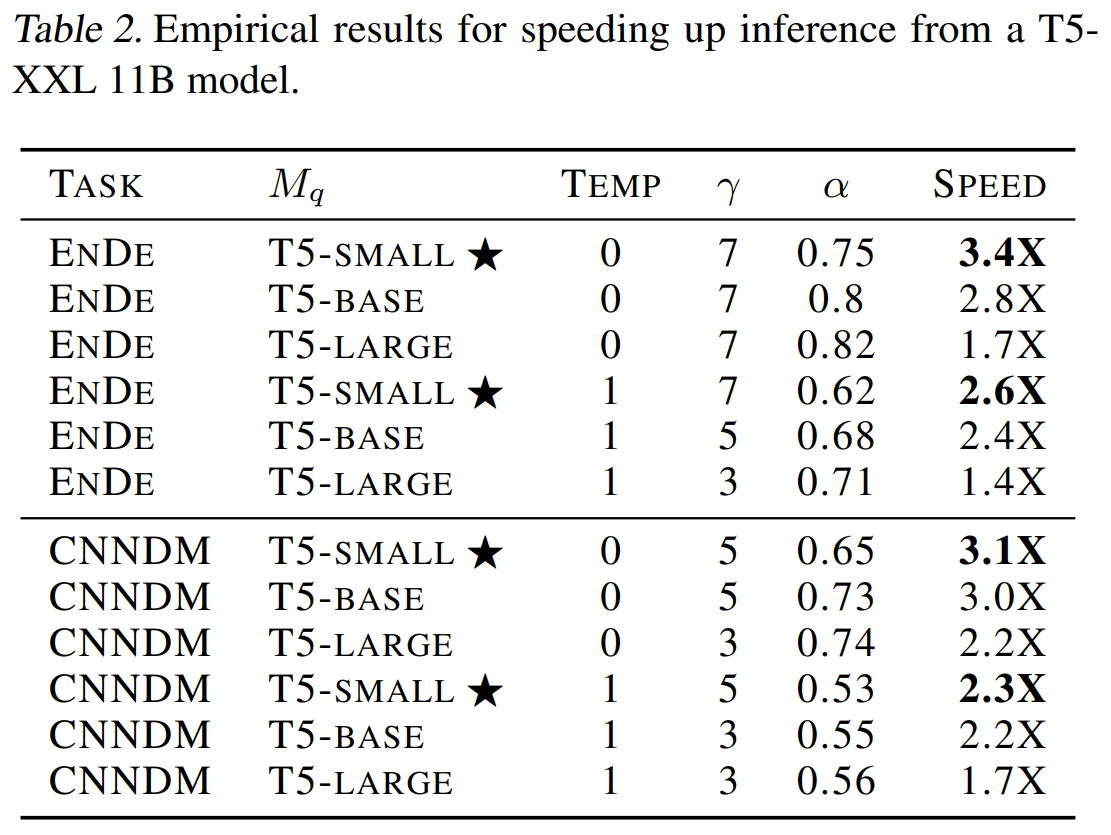 Table 2. Empirical results for speeding up inference from a T5-
XXL 11B model.
TASK Mq TEMP γ α SPEED
ENDE T5-SMALL ★ 0 7 0.75 3.4X
ENDE T5-BASE 0 7 0.8 2.8X
ENDE T5-LARGE 0 7 0.82 1.7X
ENDE T5-SMALL ★ 1 7 0.62 2.6X
ENDE T5-BASE 1 5 0.68 2.4X
ENDE T5-LARGE 1 3 0.71 1.4X
CNNDM T5-SMALL ★ 0 5 0.65 3.1X
CNNDM T5-BASE 0 5 0.73 3.0X
CNNDM T5-LARGE 0 3 0.74 2.2X
CNNDM T5-SMALL ★ 1 5 0.53 2.3X
CNNDM T5-BASE 1 3 0.55 2.2X
CNNDM T5-LARGE 1 3 0.56 1.7X